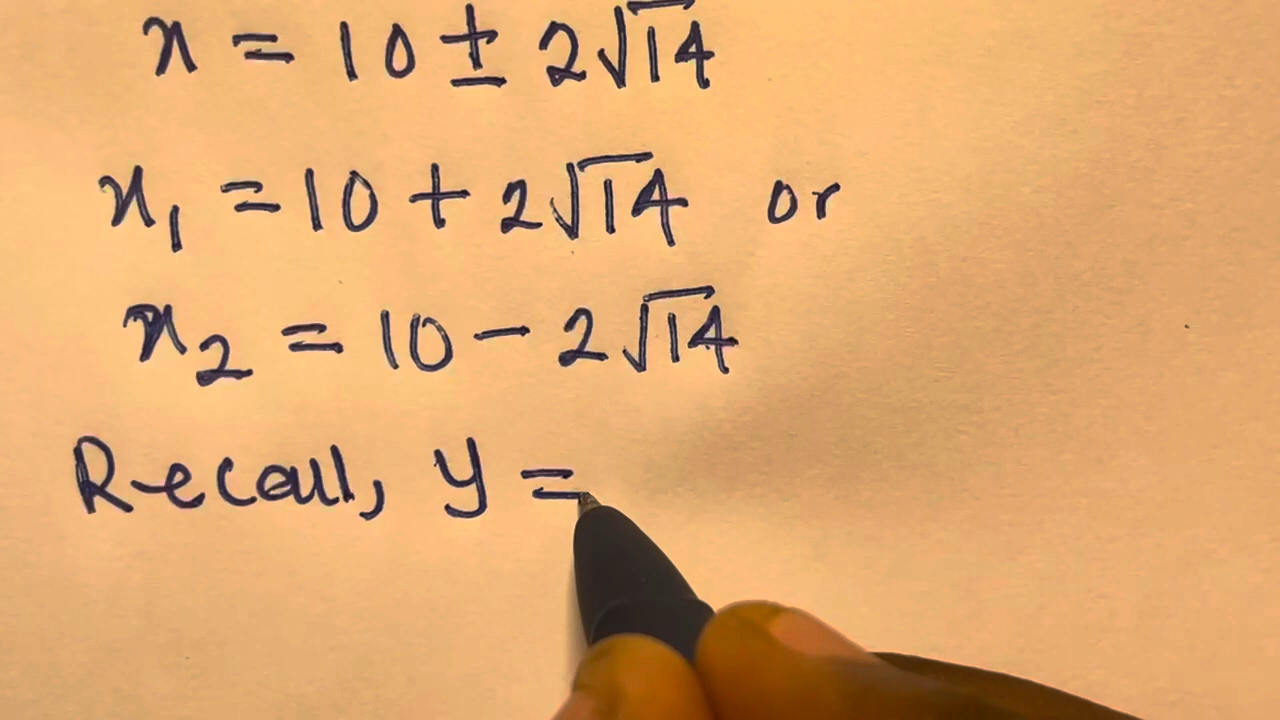 x = 10 ± 2√14
x₁ = 10 + 2√14 or
x₂ = 10 - 2√14
Recall, y =